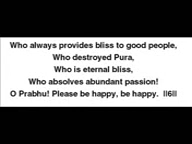 Who always provides bliss to good people,
Who destroyed Pura,
Who is eternal bliss,
Who absolves abundant passion!
O Prabhu! Please be happy, be happy. ll6ll